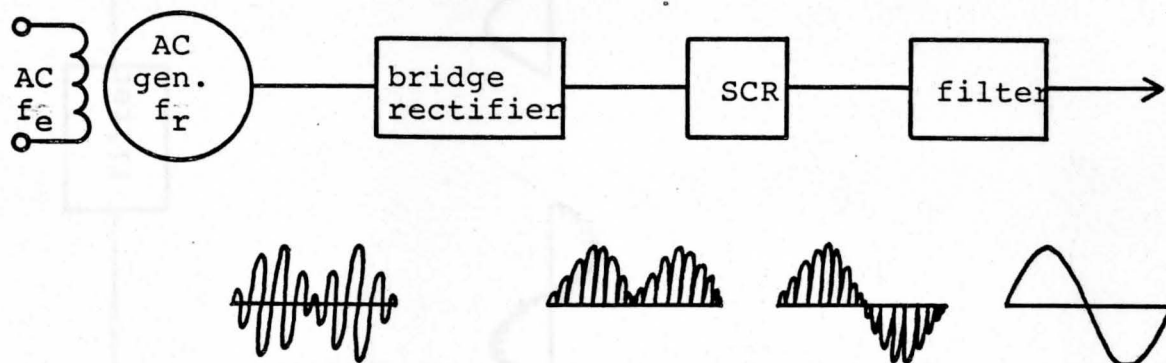 AC
f_e
AC
gen.
f_r
bridge
rectifier
SCR
filter